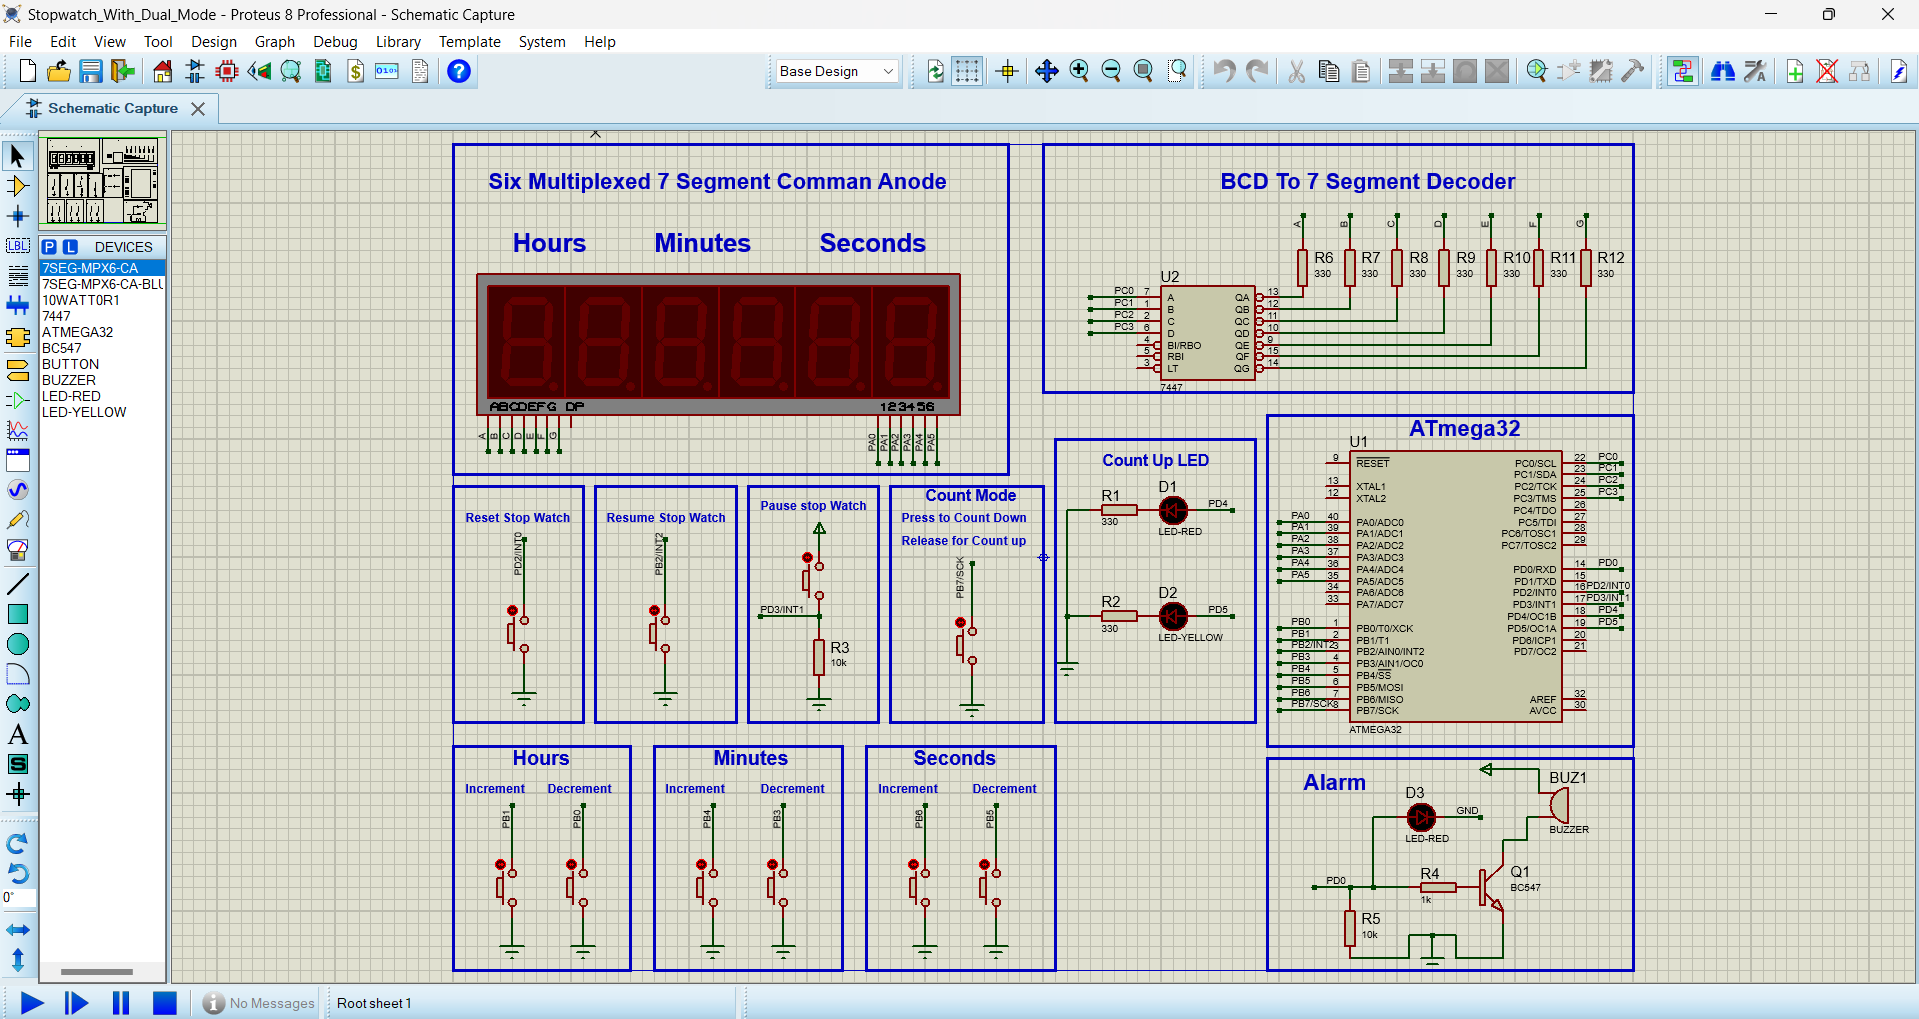 Stopwatch_With_Dual_Mode - Proteus 8 Professional - Schematic Capture
File Edit View Tool Design Graph Debug Library Template System Help
Base Design
Schematic Capture
P L DEVICES
7SEG-MPX6-CA
7SEG-MPX6-CA-BLU
10WATT0R1
7447
ATMEGA32
BC547
BUTTON
BUZZER
LED-RED
LED-YELLOW
LBL
A
S
0°
Six Multiplexed 7 Segment Comman Anode
Hours Minutes Seconds
ABCDEFG DP 123456
A B C D E F G
PA0 PA1 PA2 PA3 PA4 PA5
BCD To 7 Segment Decoder
A B C D E F G
R6 R7 R8 R9 R10 R11 R12
330 330 330 330 330 330 330
U2
PC0 7 A QA 13
PC1 1 B QB 12
PC2 2 C QC 11
PC3 6 D QD 10
4 BI/RBO QE 9
5 RBI QF 15
3 LT QG 14
7447
Reset Stop Watch
PD2/INT0
Resume Stop Watch
PB2/INT2
Pause stop Watch
PD3/INT1
R3
10k
Count Mode
Press to Count Down
Release for Count up
PB7/SCK
Count Up LED
R1
330
D1
PD4
LED-RED
R2
330
D2
PD5
LED-YELLOW
ATmega32
U1
9 RESET PC0/SCL 22 PC0
PC1/SDA 23 PC1
13 XTAL1 PC2/TCK 24 PC2
12 XTAL2 PC3/TMS 25 PC3
PC4/TDO 26
PA0 40 PA0/ADC0 PC5/TDI 27
PA1 39 PA1/ADC1 PC6/TOSC1 28
PA2 38 PA2/ADC2 PC7/TOSC2 29
PA3 37 PA3/ADC3
PA4 36 PA4/ADC4 PD0/RXD 14 PD0
PA5 35 PA5/ADC5 PD1/TXD 15
34 PA6/ADC6 PD2/INT0 16 PD2/INT0
33 PA7/ADC7 PD3/INT1 17 PD3/INT1
PD4/OC1B 18 PD4
PB0 1 PB0/T0/XCK PD5/OC1A 19 PD5
PB1 2 PB1/T1 PD6/ICP1 20
PB2/INT2 3 PB2/AIN0/INT2 PD7/OC2 21
PB3 4 PB3/AIN1/OC0
PB4 5 PB4/SS
PB5 6 PB5/MOSI
PB6 7 PB6/MISO AREF 32
PB7/SCK 8 PB7/SCK AVCC 30
ATMEGA32
Hours
Increment Decrement
PB1 PB0
Minutes
Increment Decrement
PB4 PB3
Seconds
Increment Decrement
PB6 PB5
Alarm
BUZ1
BUZZER
D3
GND
LED-RED
PD0
R4
1k
Q1
BC547
R5
10k
No Messages Root sheet 1